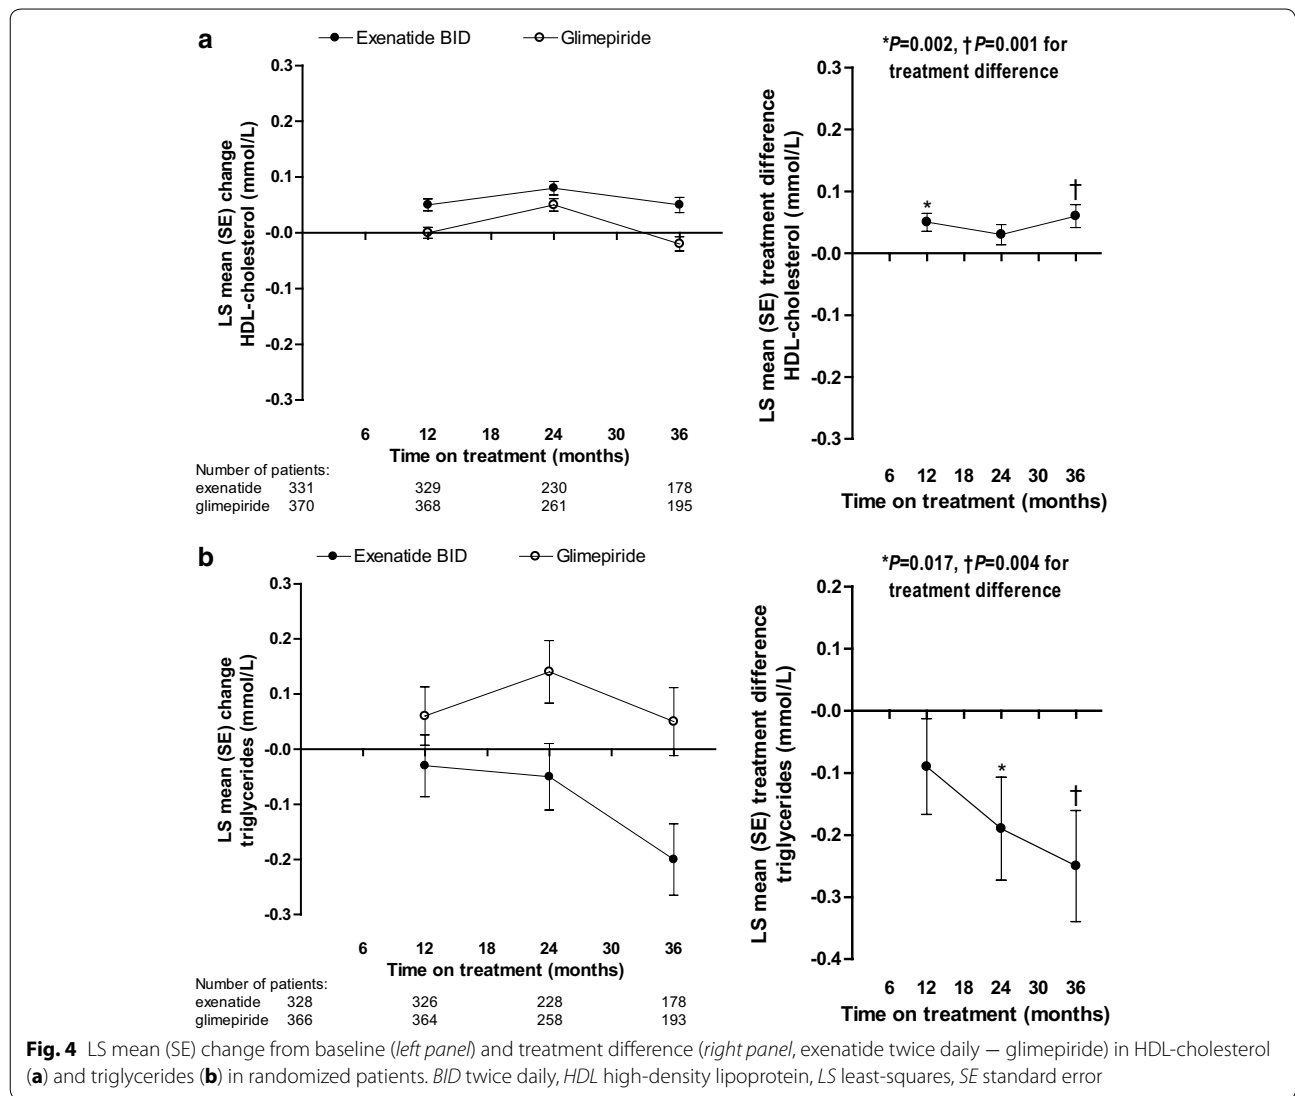 a
Exenatide BID
Glimepiride
0.3
0.2
0.1
-0.0
-0.1
-0.2
-0.3
LS mean (SE) change
HDL-cholesterol (mmol/L)
6 12 18 24 30 36
Time on treatment (months)
Number of patients:
exenatide 331 329 230 178
glimepiride 370 368 261 195
*P=0.002, †P=0.001 for
treatment difference
0.3
0.2
0.1
-0.0
-0.1
-0.2
-0.3
LS mean (SE) treatment difference
HDL-cholesterol (mmol/L)
*
†
6 12 18 24 30 36
Time on treatment (months)
b
Exenatide BID
Glimepiride
0.3
0.2
0.1
-0.0
-0.1
-0.2
-0.3
LS mean (SE) change
triglycerides (mmol/L)
6 12 18 24 30 36
Time on treatment (months)
Number of patients:
exenatide 328 326 228 178
glimepiride 366 364 258 193
*P=0.017, †P=0.004 for
treatment difference
0.2
0.1
-0.0
-0.1
-0.2
-0.3
-0.4
LS mean (SE) treatment difference
triglycerides (mmol/L)
*
†
6 12 18 24 30 36
Time on treatment (months)
Fig. 4 LS mean (SE) change from baseline (left panel) and treatment difference (right panel, exenatide twice daily — glimepiride) in HDL-cholesterol
(a) and triglycerides (b) in randomized patients. BID twice daily, HDL high-density lipoprotein, LS least-squares, SE standard error